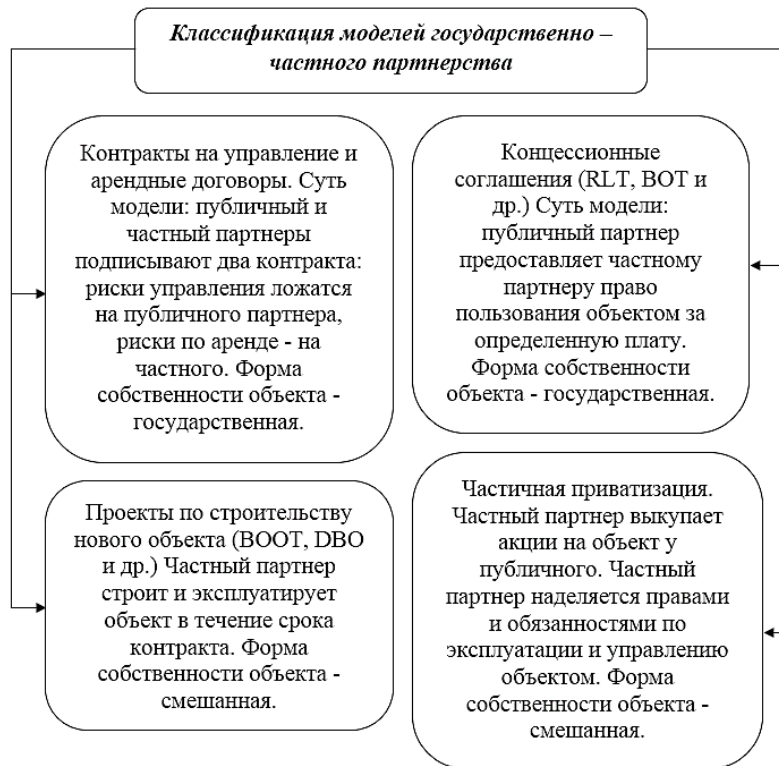 Классификация моделей государственно –
частного партнерства
Контракты на управление и
арендные договоры. Суть
модели: публичный и
частный партнеры
подписывают два контракта:
риски управления ложатся
на публичного партнера,
риски по аренде - на
частного. Форма
собственности объекта -
государственная.
Концессионные
соглашения (RLT, BOT и
др.) Суть модели:
публичный партнер
предоставляет частному
партнеру право
пользования объектом за
определенную плату.
Форма собственности
объекта - государственная.
Проекты по строительству
нового объекта (BOOT, DBO
и др.) Частный партнер
строит и эксплуатирует
объект в течение срока
контракта. Форма
собственности объекта -
смешанная.
Частичная приватизация.
Частный партнер выкупает
акции на объект у
публичного. Частный
партнер наделяется правами
и обязанностями по
эксплуатации и управлению
объектом. Форма
собственности объекта -
смешанная.